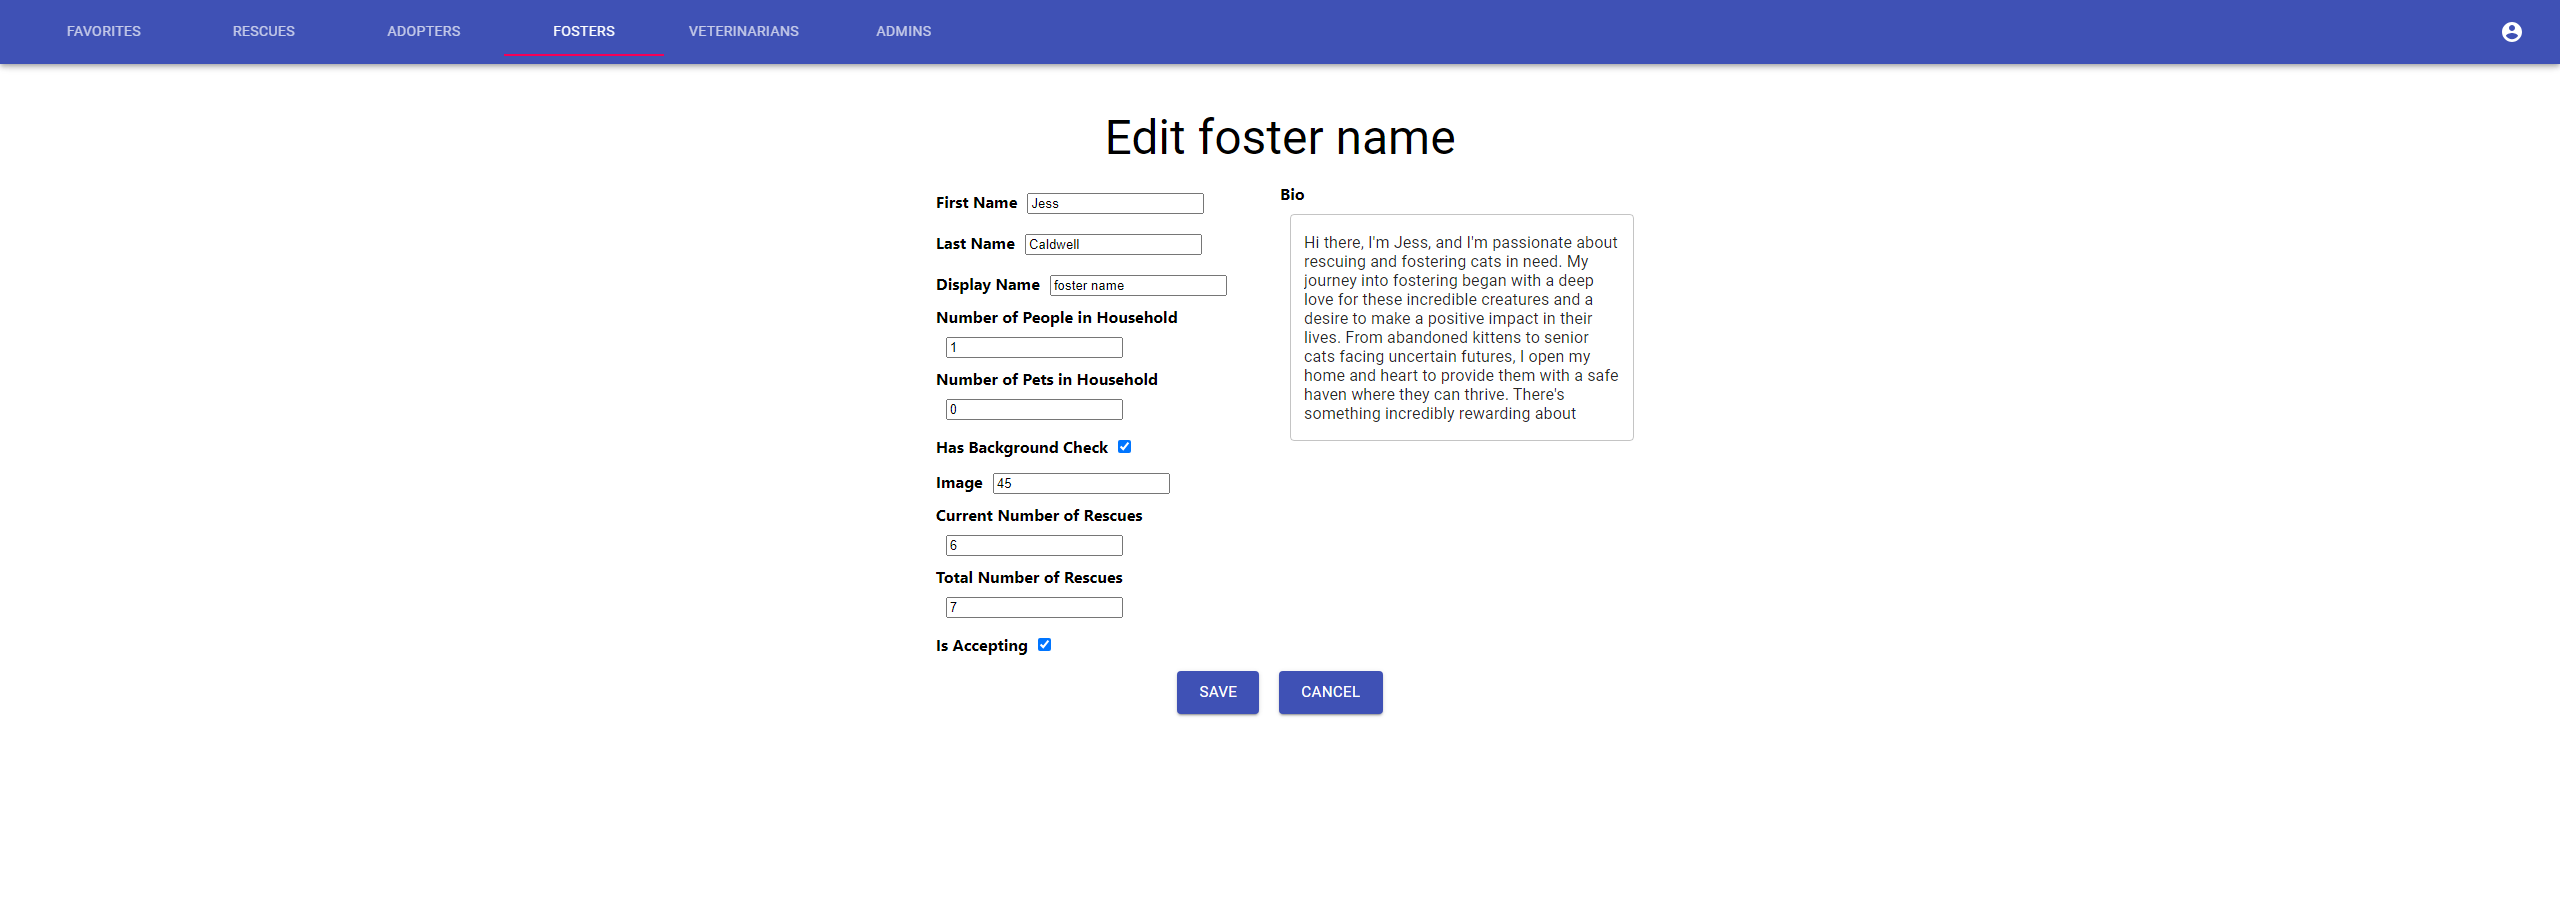 FAVORITES RESCUES ADOPTERS FOSTERS VETERINARIANS ADMINS
Edit foster name
First Name Jess
Last Name Caldwell
Display Name foster name
Number of People in Household
1
Number of Pets in Household
0
Has Background Check
Image 45
Current Number of Rescues
6
Total Number of Rescues
7
Is Accepting
Bio
Hi there, I'm Jess, and I'm passionate about
rescuing and fostering cats in need. My
journey into fostering began with a deep
love for these incredible creatures and a
desire to make a positive impact in their
lives. From abandoned kittens to senior
cats facing uncertain futures, I open my
home and heart to provide them with a safe
haven where they can thrive. There's
something incredibly rewarding about
SAVE CANCEL